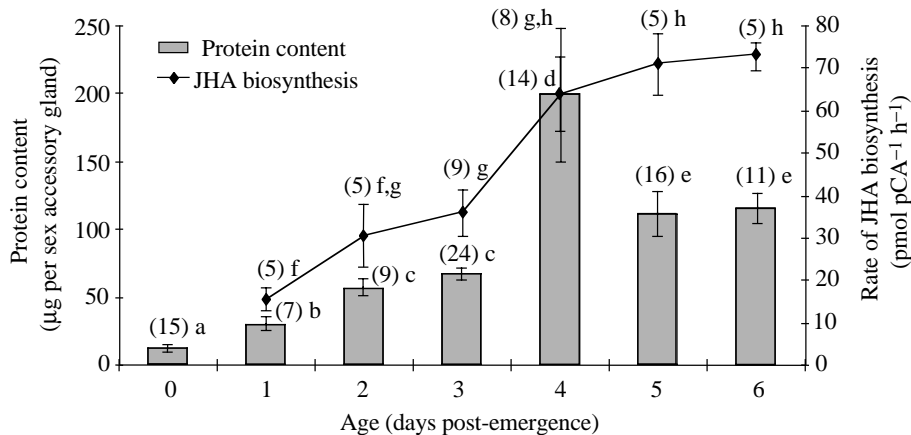 250
200
150
100
50
0
Protein content
(µg per sex accessory gland)
Protein content
JHA biosynthesis
(15) a
(5) f
(7) b
(5) f,g
(9) c
(9) g
(24) c
(8) g,h
(14) d
(5) h
(16) e
(5) h
(11) e
80
70
60
50
40
30
20
10
0
Rate of JHA biosynthesis
(pmol pCA⁻¹ h⁻¹)
0 1 2 3 4 5 6
Age (days post-emergence)